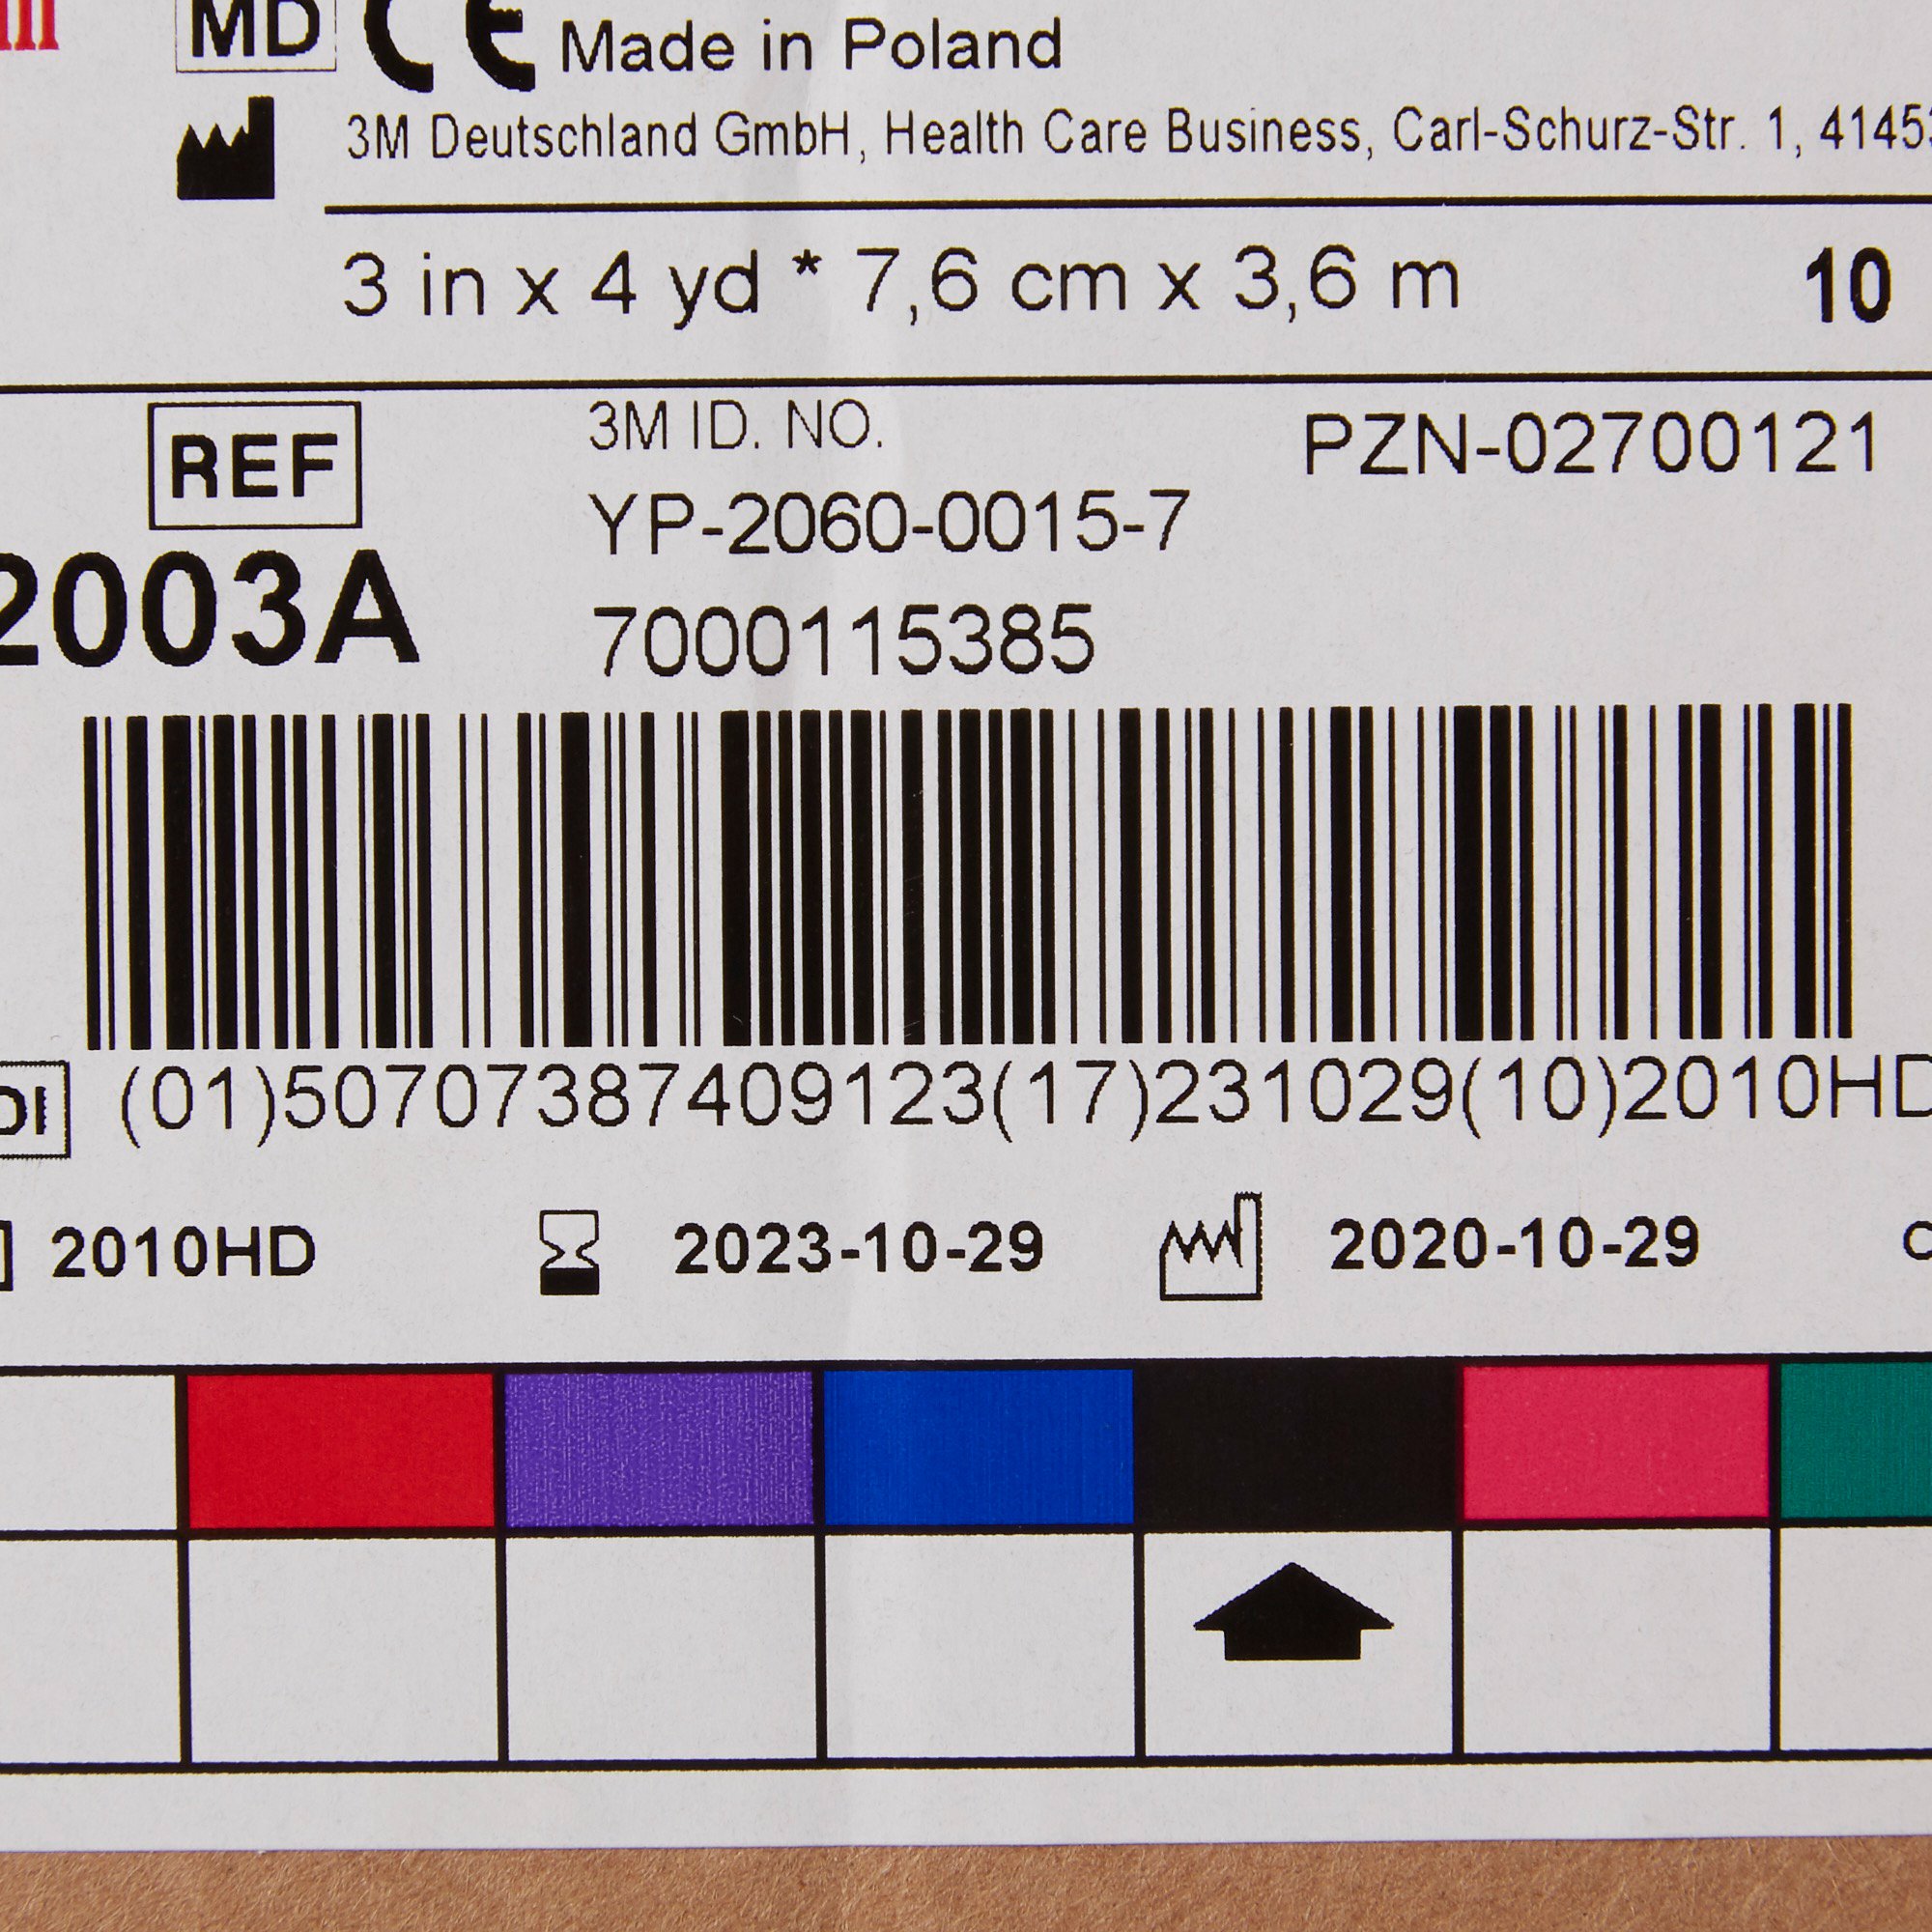 MD CE Made in Poland
3M Deutschland GmbH, Health Care Business, Carl-Schurz-Str. 1, 41453
3 in x 4 yd * 7,6 cm x 3,6 m 10
REF
2003A
3M ID. NO.
YP-2060-0015-7
7000115385
PZN-02700121
(01)50707387409123(17)231029(10)2010HD
2010HD 2023-10-29 2020-10-29